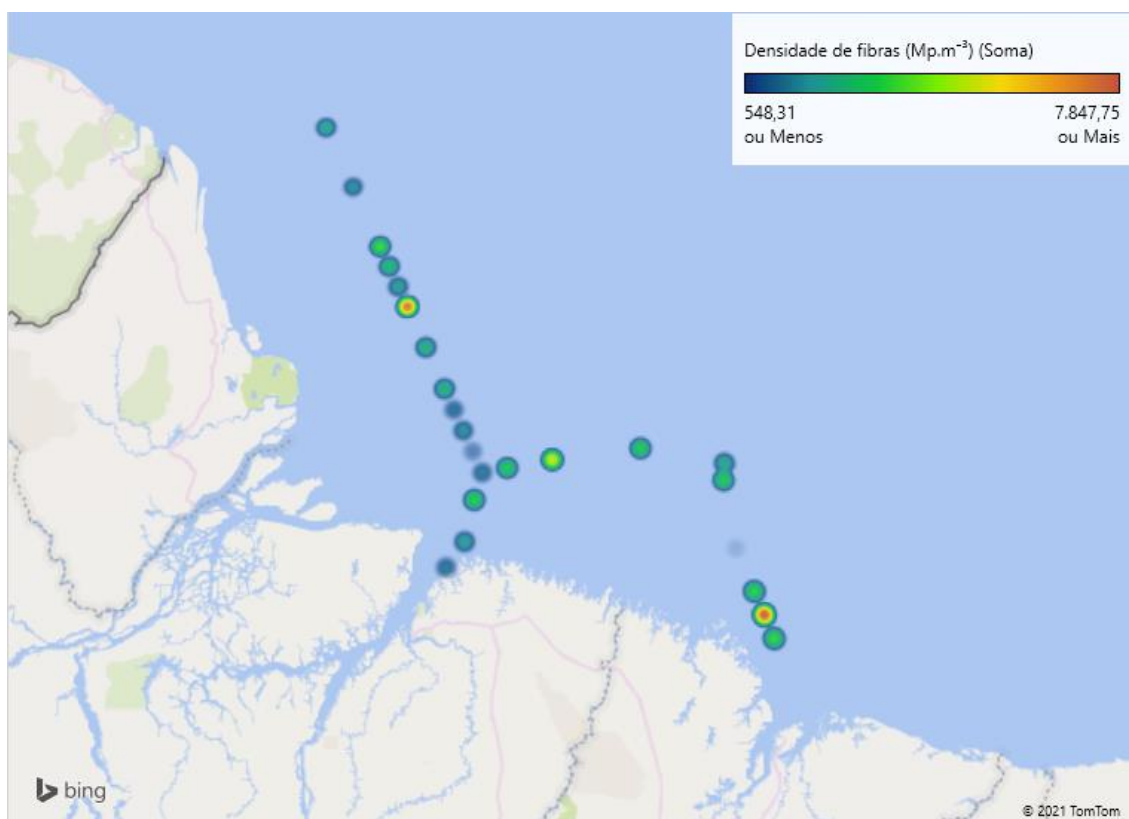 Densidade de fibras (Mp.m⁻³) (Soma)
548,31 7.847,75
ou Menos ou Mais
bing
© 2021 TomTom